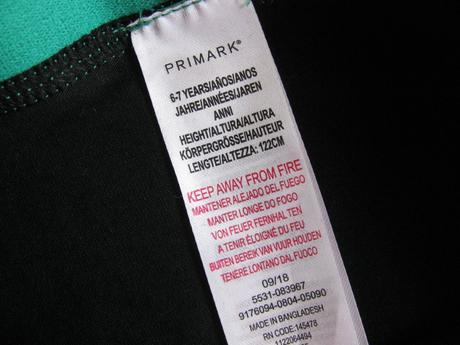 PRIMARK®
6-7 YEARS/AÑOS/ANOS
JAHRE/ANNÉES/JAREN
ANNI
HEIGHT/ALTURA/ALTURA
KÖRPERGRÖSSE/HAUTEUR
LENGTE/ALTEZZA: 122CM
KEEP AWAY FROM FIRE
MANTENER ALEJADO DEL FUEGO
MANTER LONGE DO FOGO
VON FEUER FERNHALTEN
A TENIR ÉLOIGNÉ DU FEU
BUITEN BEREIK VAN VUUR HOUDEN
TENERE LONTANO DAL FUOCO
09/18
5531-083967
9176094-0804-05090
MADE IN BANGLADESH
RN CODE: 145478
1122064494